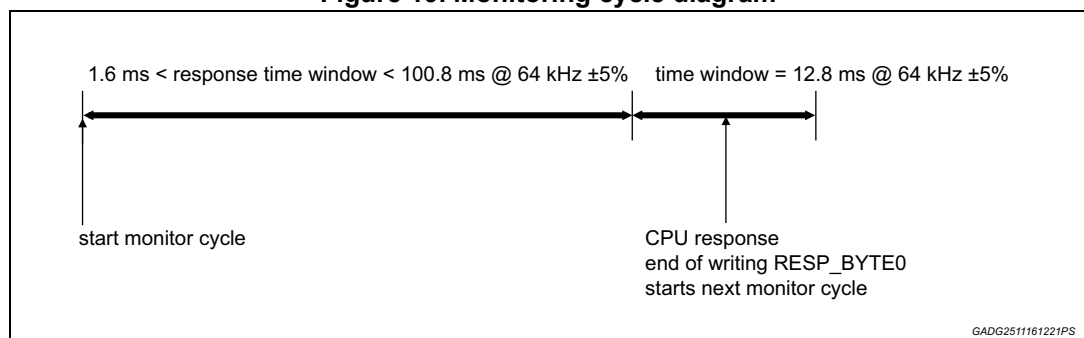 1.6 ms < response time window < 100.8 ms @ 64 kHz ±5%
time window = 12.8 ms @ 64 kHz ±5%
start monitor cycle
CPU response
end of writing RESP_BYTE0
starts next monitor cycle
GADG2511161221PS